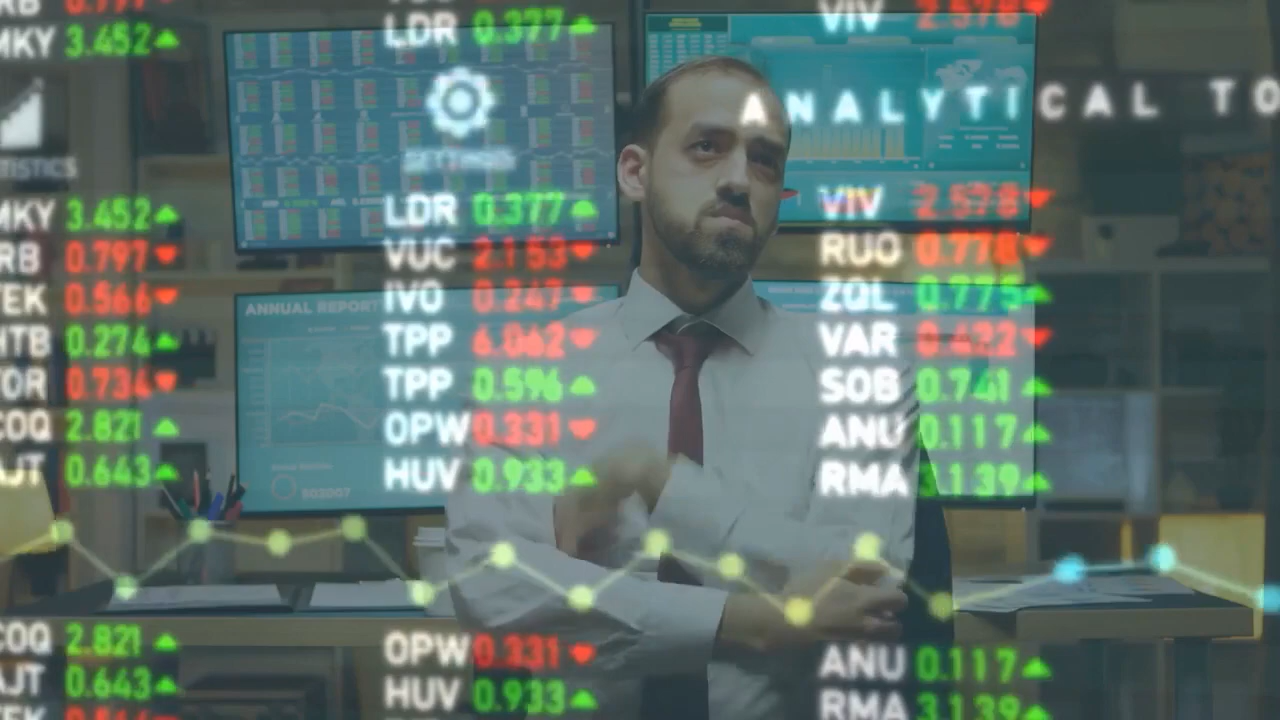 MKY 3.452
LDR 0.377
VIV 2.578
ANALYTICAL TO
SETTINGS
TISTICS
MKY 3.452
LDR 0.377
VIV 2.578
RB 0.797
VUC 2.153
RUO 0.778
TEK 0.566
IVO 0.247
ZQL 0.775
HTB 0.274
TPP 6.062
VAR 0.422
TOR 0.734
TPP 0.596
SOB 0.741
COQ 2.821
OPW 0.331
ANU 0.117
AJT 0.643
HUV 0.933
RMA 3.139
ANNUAL REPORT
COQ 2.821
OPW 0.331
ANU 0.117
AJT 0.643
HUV 0.933
RMA 3.139